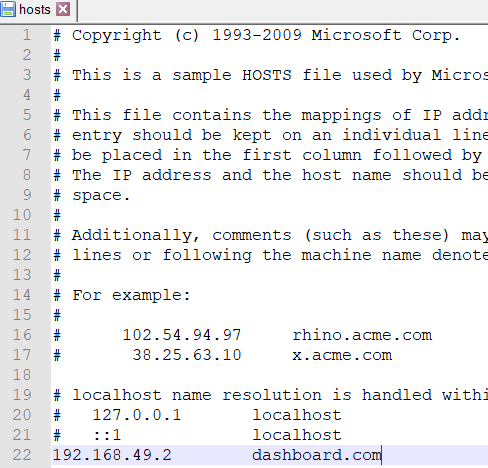 hosts
1 # Copyright (c) 1993-2009 Microsoft Corp.
2 #
3 # This is a sample HOSTS file used by Micros
4 #
5 # This file contains the mappings of IP addr
6 # entry should be kept on an individual line
7 # be placed in the first column followed by
8 # The IP address and the host name should be
9 # space.
10 #
11 # Additionally, comments (such as these) may
12 # lines or following the machine name denote
13 #
14 # For example:
15 #
16 #      102.54.94.97     rhino.acme.com
17 #       38.25.63.10     x.acme.com
18
19 # localhost name resolution is handled withi
20 #   127.0.0.1       localhost
21 #   ::1             localhost
22 192.168.49.2        dashboard.com